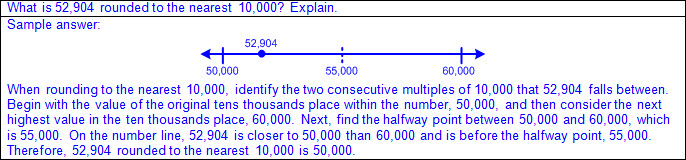 What is 52,904 rounded to the nearest 10,000? Explain.
Sample answer:
52,904
50,000 55,000 60,000
When rounding to the nearest 10,000, identify the two consecutive multiples of 10,000 that 52,904 falls between.
Begin with the value of the original tens thousands place within the number, 50,000, and then consider the next
highest value in the ten thousands place, 60,000. Next, find the halfway point between 50,000 and 60,000, which
is 55,000. On the number line, 52,904 is closer to 50,000 than 60,000 and is before the halfway point, 55,000.
Therefore, 52,904 rounded to the nearest 10,000 is 50,000.